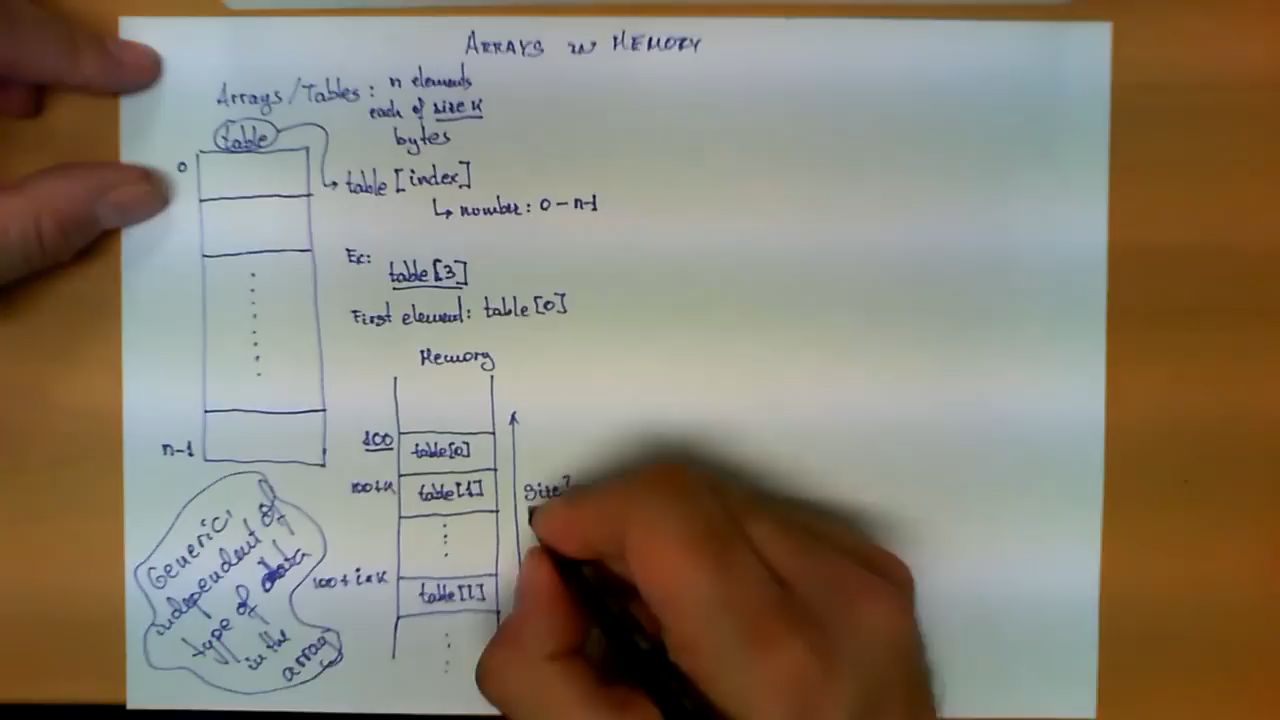 ARRAYS IN MEMORY
Arrays/Tables: n elements
each of size K
bytes
table
0
table [index]
↳ number: 0 - n-1
Ex:
table[3]
First element: table [0]
Memory
n-1
100
table[0]
100+K
table[1]
Size?
100+i*K
table[i]
Generic,
independent of
type of data
in the
array